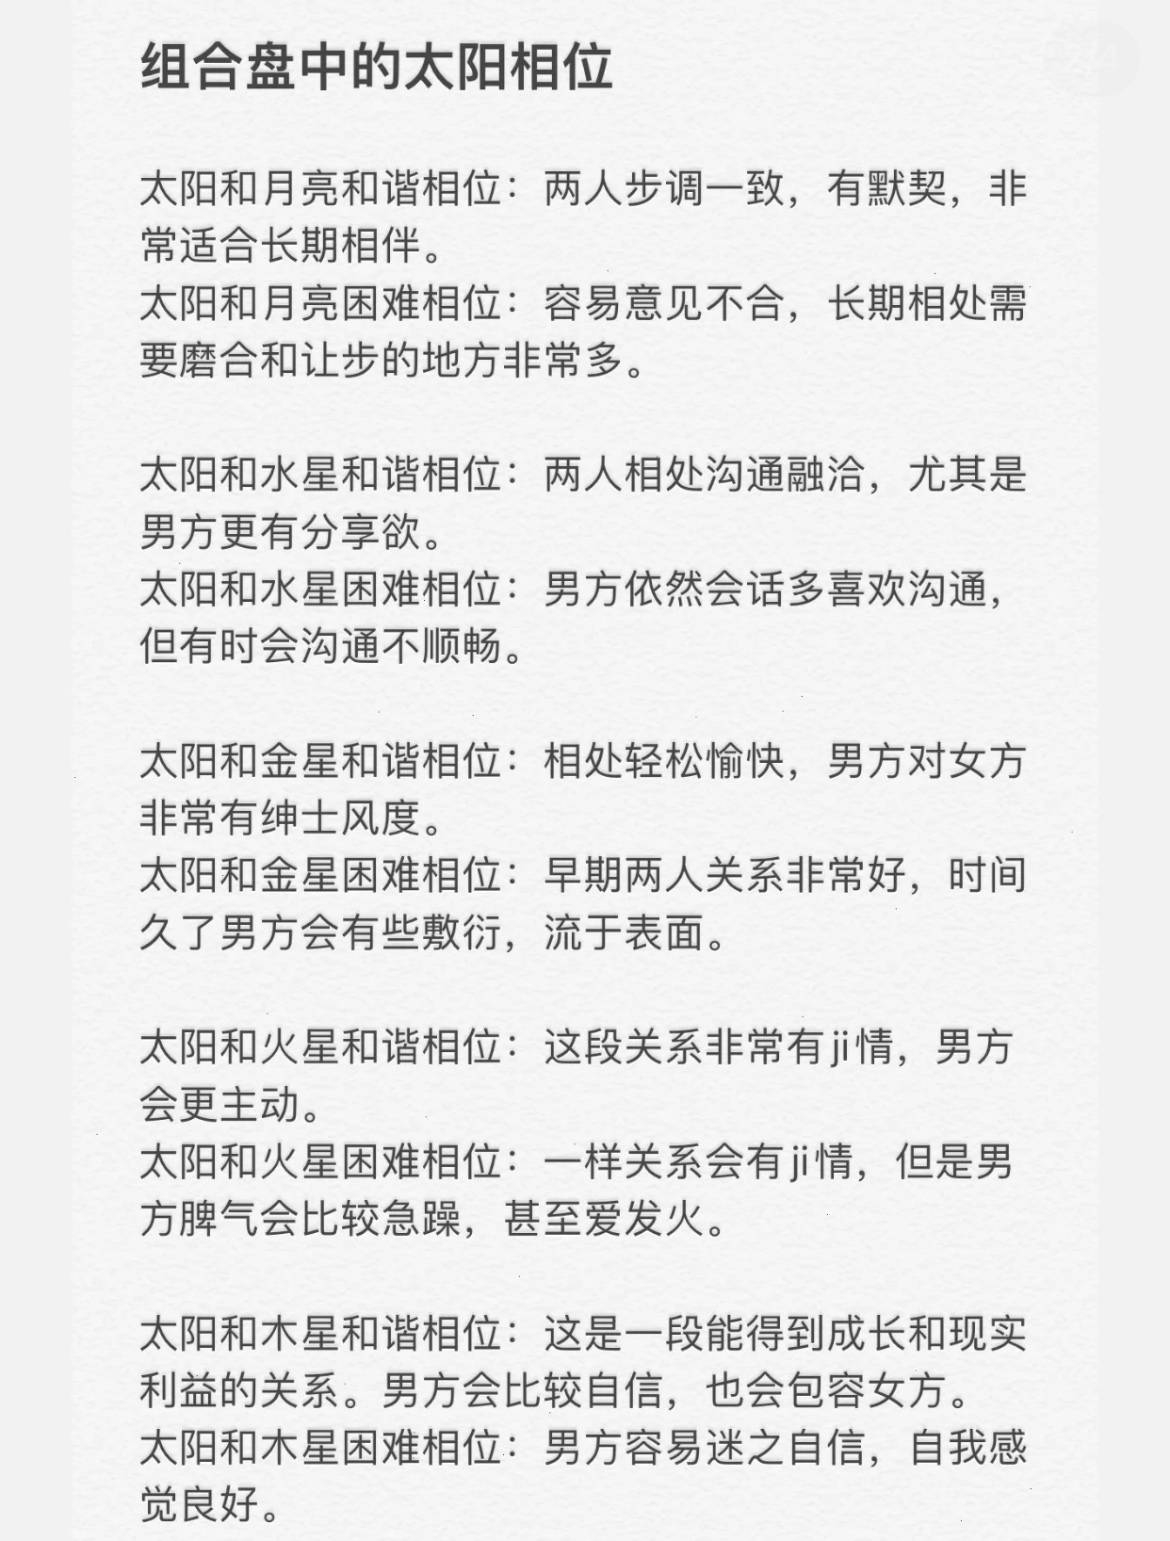 组合盘中的太阳相位
太阳和月亮和谐相位：两人步调一致，有默契，非
常适合长期相伴。
太阳和月亮困难相位：容易意见不合，长期相处需
要磨合和让步的地方非常多。
太阳和水星和谐相位：两人相处沟通融洽，尤其是
男方更有分享欲。
太阳和水星困难相位：男方依然会话多喜欢沟通，
但有时会沟通不顺畅。
太阳和金星和谐相位：相处轻松愉快，男方对女方
非常有绅士风度。
太阳和金星困难相位：早期两人关系非常好，时间
久了男方会有些敷衍，流于表面。
太阳和火星和谐相位：这段关系非常有ji情，男方
会更主动。
太阳和火星困难相位：一样关系会有ji情，但是男
方脾气会比较急躁，甚至爱发火。
太阳和木星和谐相位：这是一段能得到成长和现实
利益的关系。男方会比较自信，也会包容女方。
太阳和木星困难相位：男方容易迷之自信，自我感
觉良好。